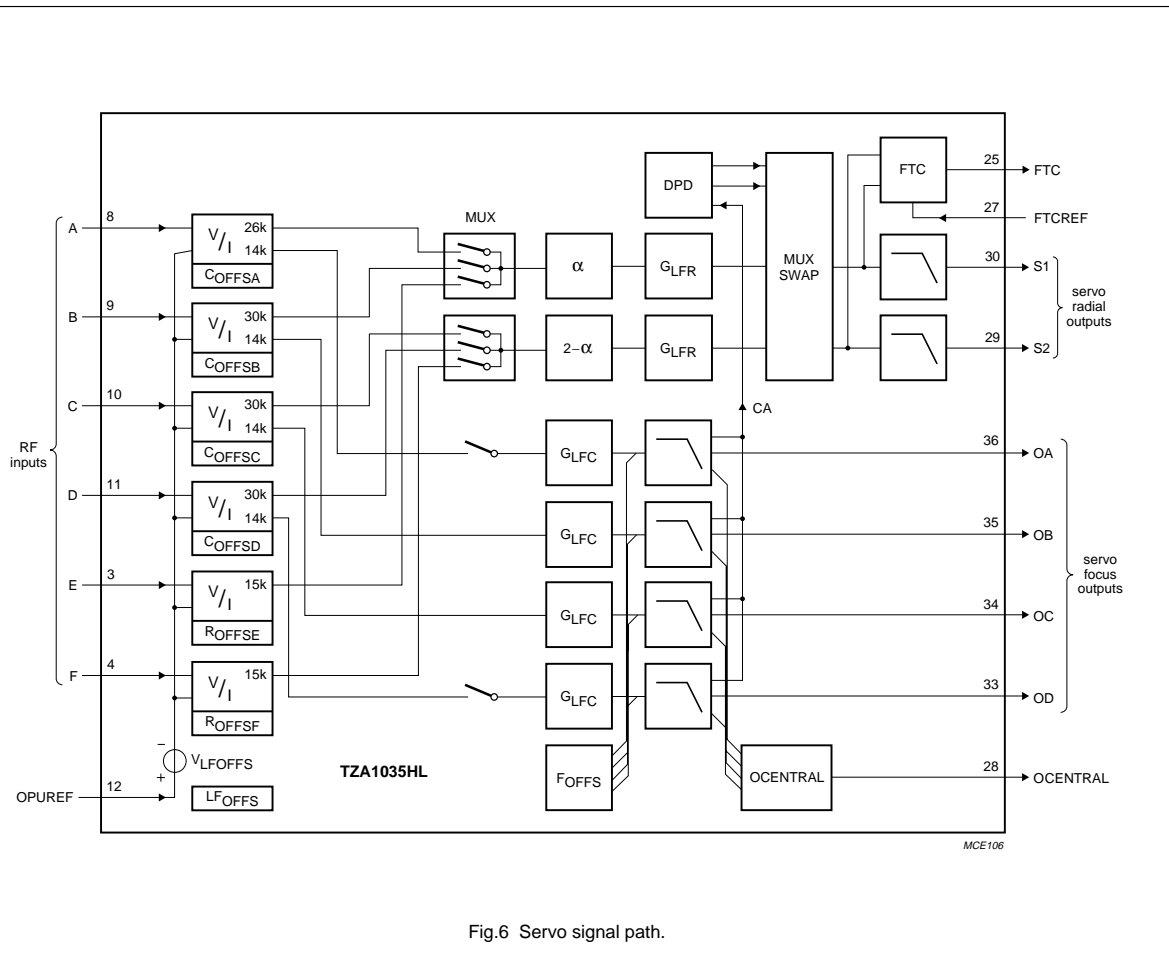 A
8
V/I
26k
14k
COFFSA
B
9
V/I
30k
14k
COFFSB
C
10
V/I
30k
14k
COFFSC
D
11
V/I
30k
14k
COFFSD
E
3
V/I
15k
ROFFSE
F
4
V/I
15k
ROFFSF
RF
inputs
−
+
VLFOFFS
OPUREF
12
LFOFFS
TZA1035HL
MUX
α
2−α
GLFR
GLFR
DPD
MUX
SWAP
CA
GLFC
GLFC
GLFC
GLFC
FOFFS
OCENTRAL
FTC
25
FTC
27
FTCREF
30
S1
29
S2
servo
radial
outputs
36
OA
35
OB
34
OC
33
OD
servo
focus
outputs
28
OCENTRAL
MCE106
Fig.6 Servo signal path.